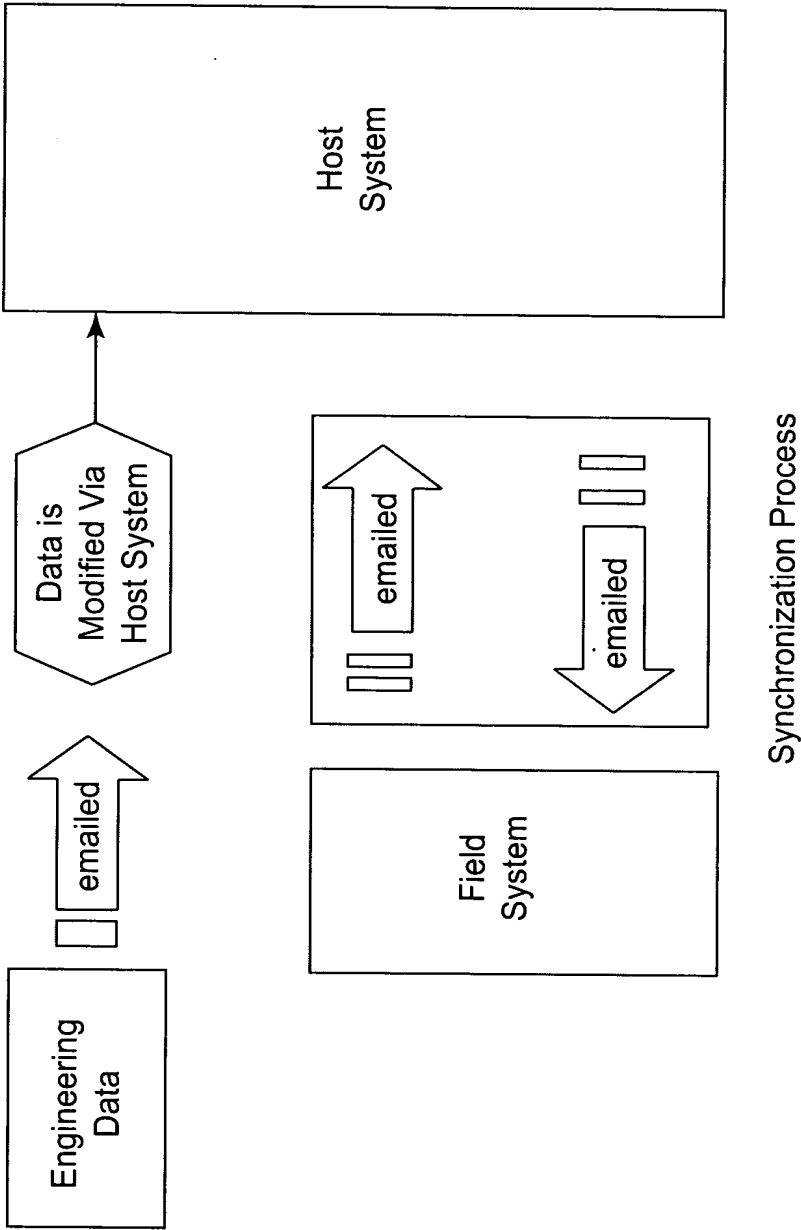 Engineering
Data
emailed
Data is
Modified Via
Host System
Host
System
Field
System
emailed
emailed
Synchronization Process